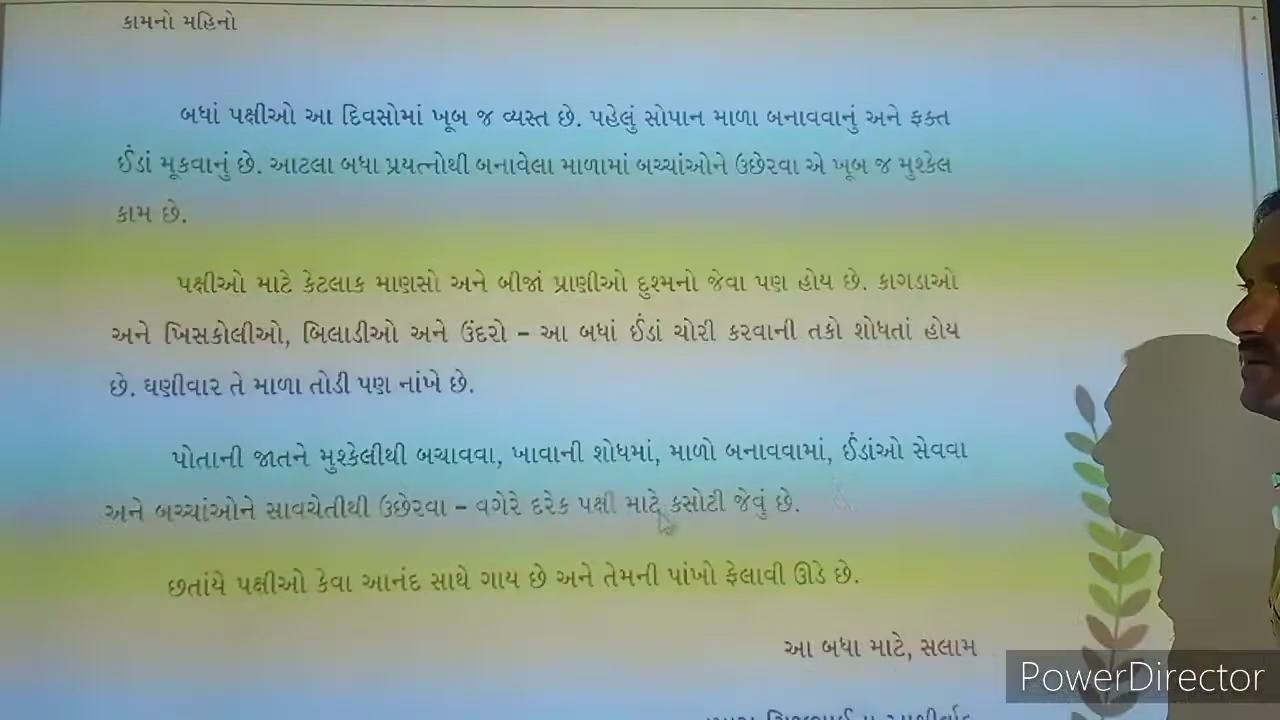 કામનો મહિનો
બધાં પક્ષીઓ આ દિવસોમાં ખૂબ જ વ્યસ્ત છે. પહેલું સોપાન માળા બનાવવાનું અને ફક્ત
ઈંડાં મૂકવાનું છે. આટલા બધા પ્રયત્નોથી બનાવેલા માળામાં બચ્ચાંઓને ઉછેરવા એ ખૂબ જ મુશ્કેલ
કામ છે.
પક્ષીઓ માટે કેટલાક માણસો અને બીજાં પ્રાણીઓ દુશ્મનો જેવા પણ હોય છે. કાગડાઓ
અને ખિસકોલીઓ, બિલાડીઓ અને ઉંદરો – આ બધાં ઈંડાં ચોરી કરવાની તકો શોધતાં હોય
છે. ઘણીવાર તે માળા તોડી પણ નાંખે છે.
પોતાની જાતને મુશ્કેલીથી બચાવવા, ખાવાની શોધમાં, માળો બનાવવામાં, ઈંડાંઓ સેવવા
અને બચ્ચાંઓને સાવચેતીથી ઉછેરવા – વગેરે દરેક પક્ષી માટે કસોટી જેવું છે.
છતાંયે પક્ષીઓ કેવા આનંદ સાથે ગાય છે અને તેમની પાંખો ફેલાવી ઊડે છે.
આ બધા માટે, સલામ
PowerDirector